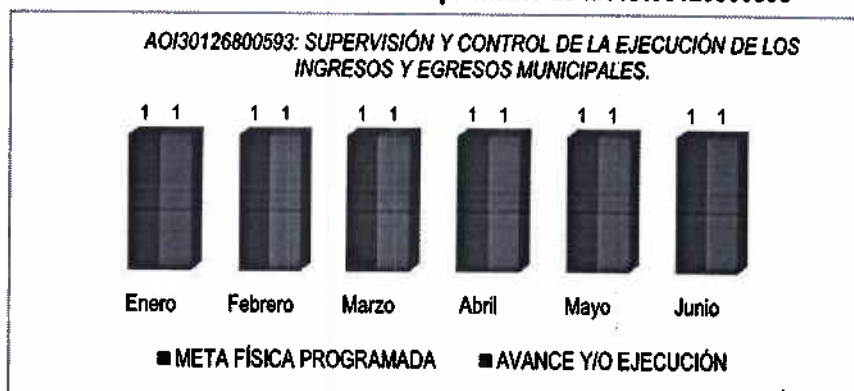 AOI30126800593: SUPERVISIÓN Y CONTROL DE LA EJECUCIÓN DE LOS
INGRESOS Y EGRESOS MUNICIPALES.
1 1 1 1 1 1 1 1 1 1 1 1
Enero Febrero Marzo Abril Mayo Junio
META FÍSICA PROGRAMADA AVANCE Y/O EJECUCIÓN